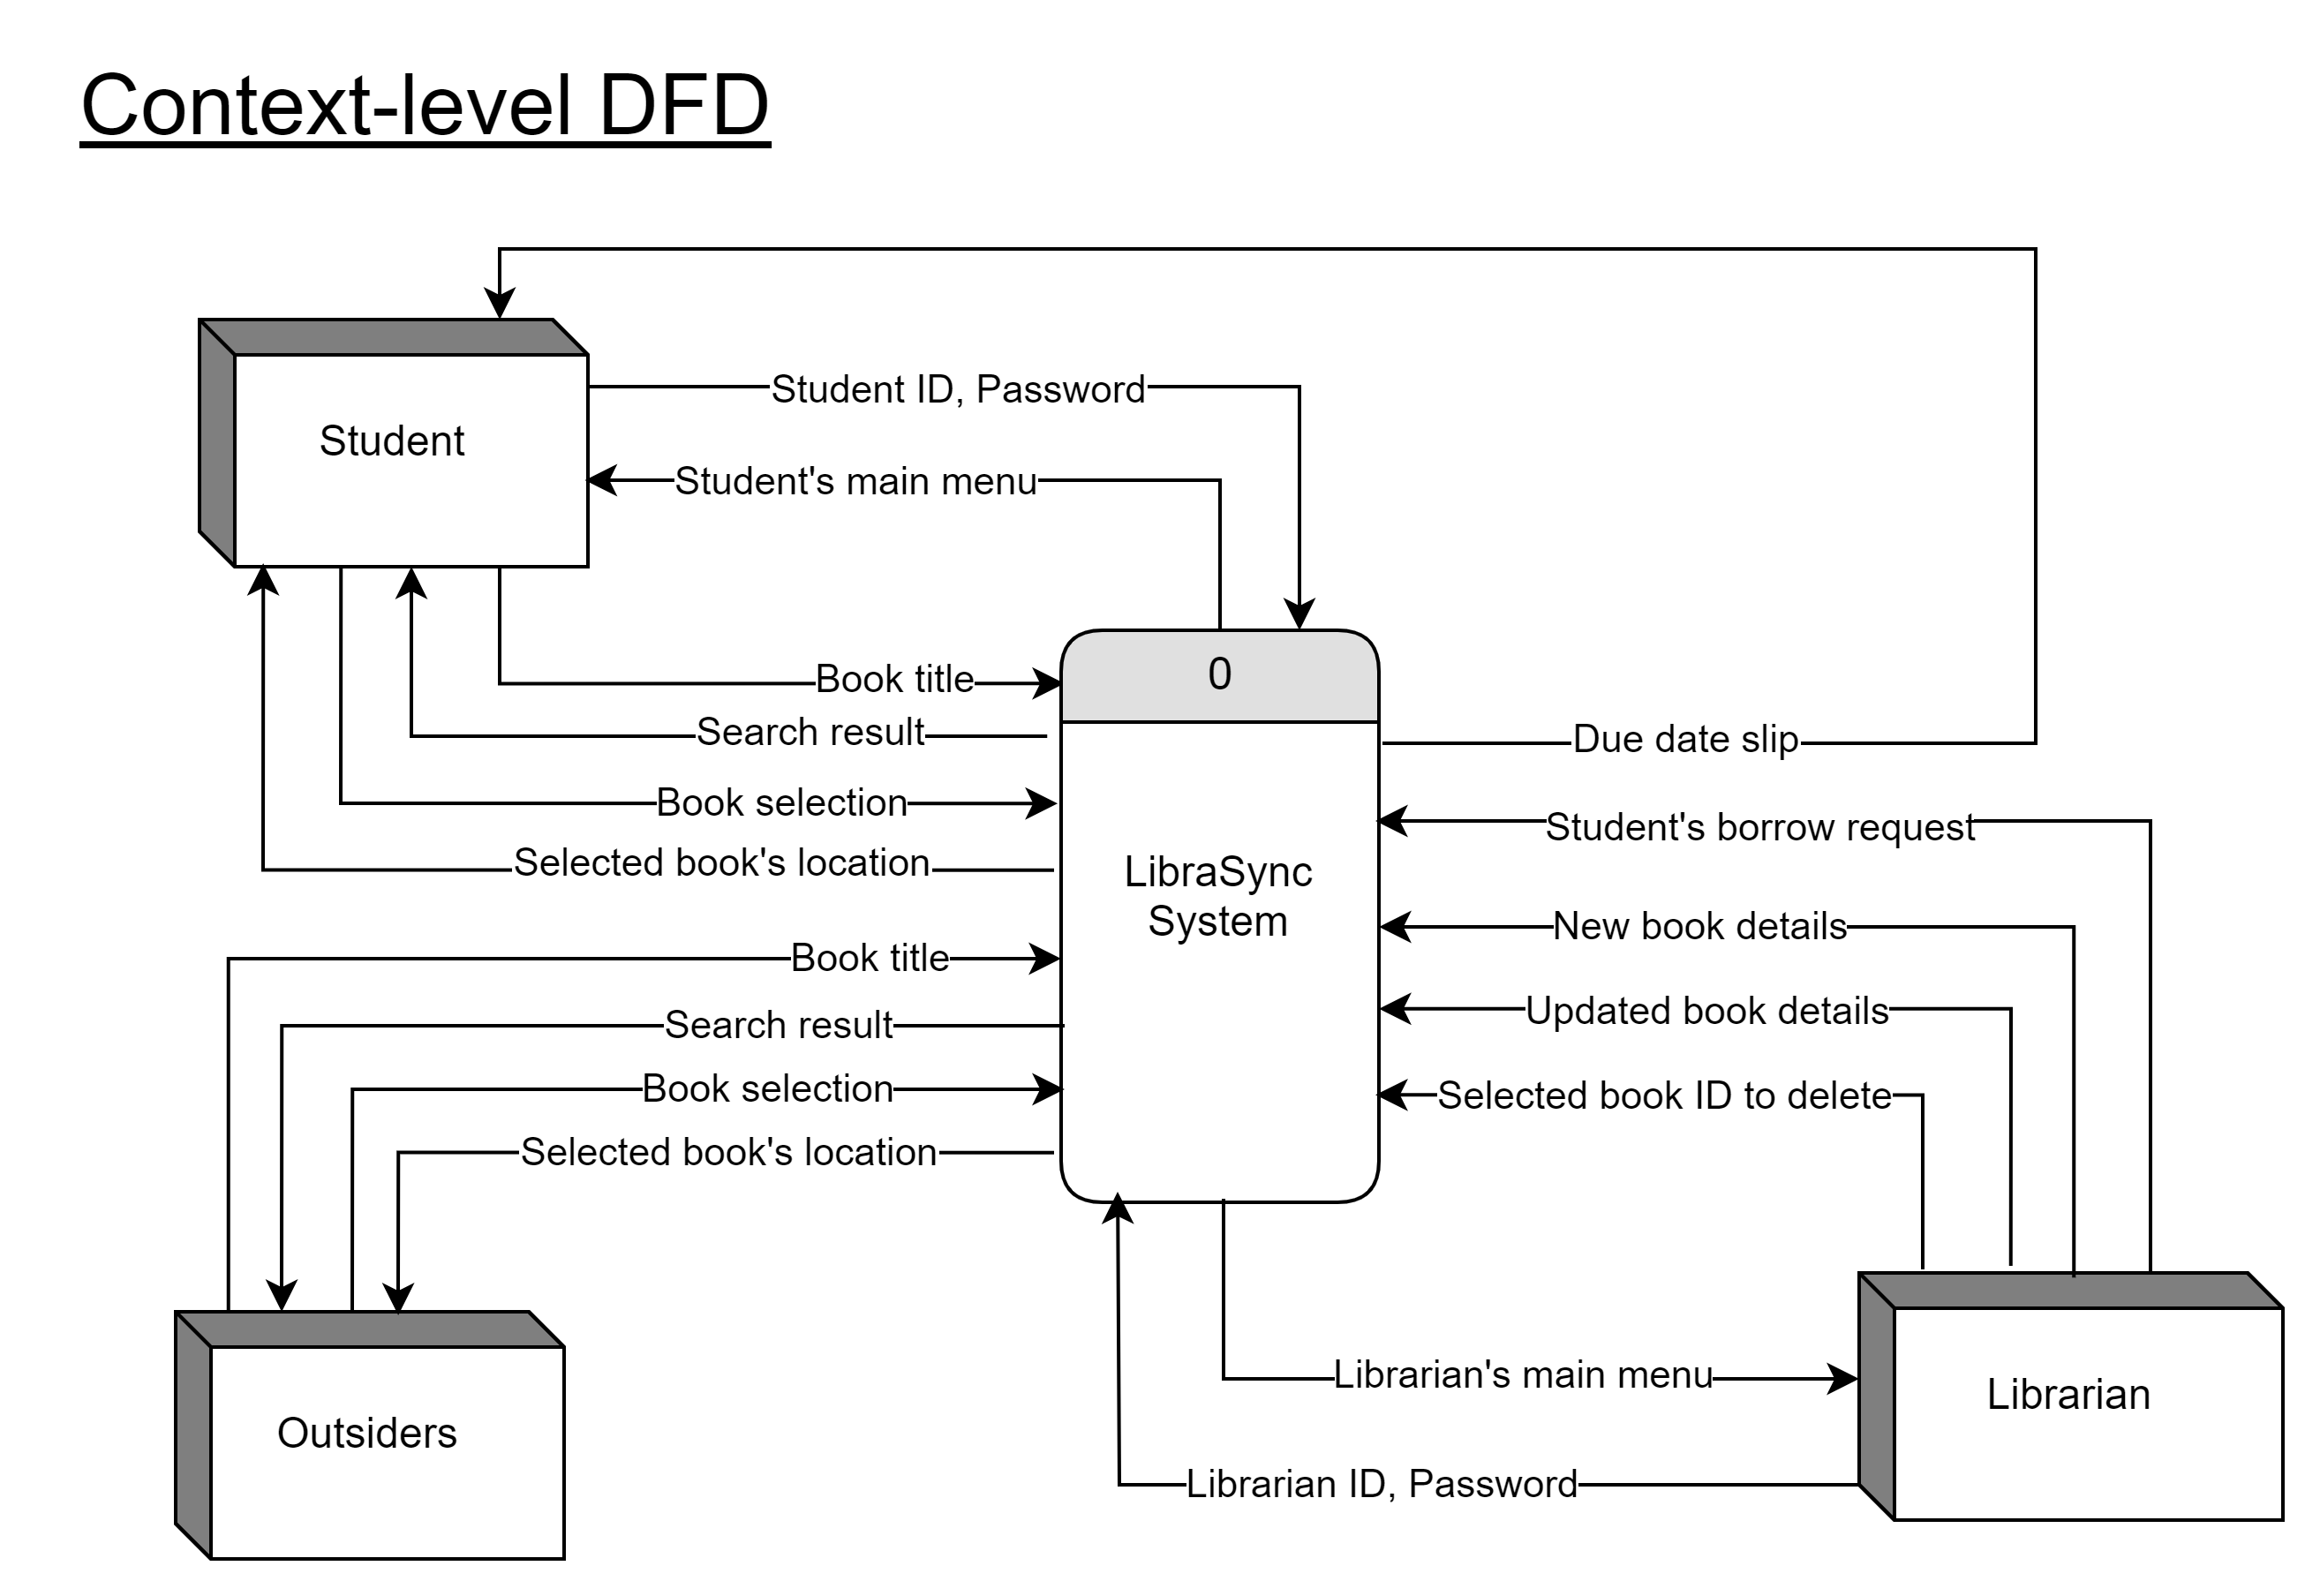 Context-level DFD
Student ID, Password
Student
Student's main menu
0
Book title
Search result
Due date slip
Book selection
Student's borrow request
Selected book's location
LibraSync
System
New book details
Book title
Updated book details
Search result
Book selection
Selected book ID to delete
Selected book's location
Librarian's main menu
Librarian
Outsiders
Librarian ID, Password